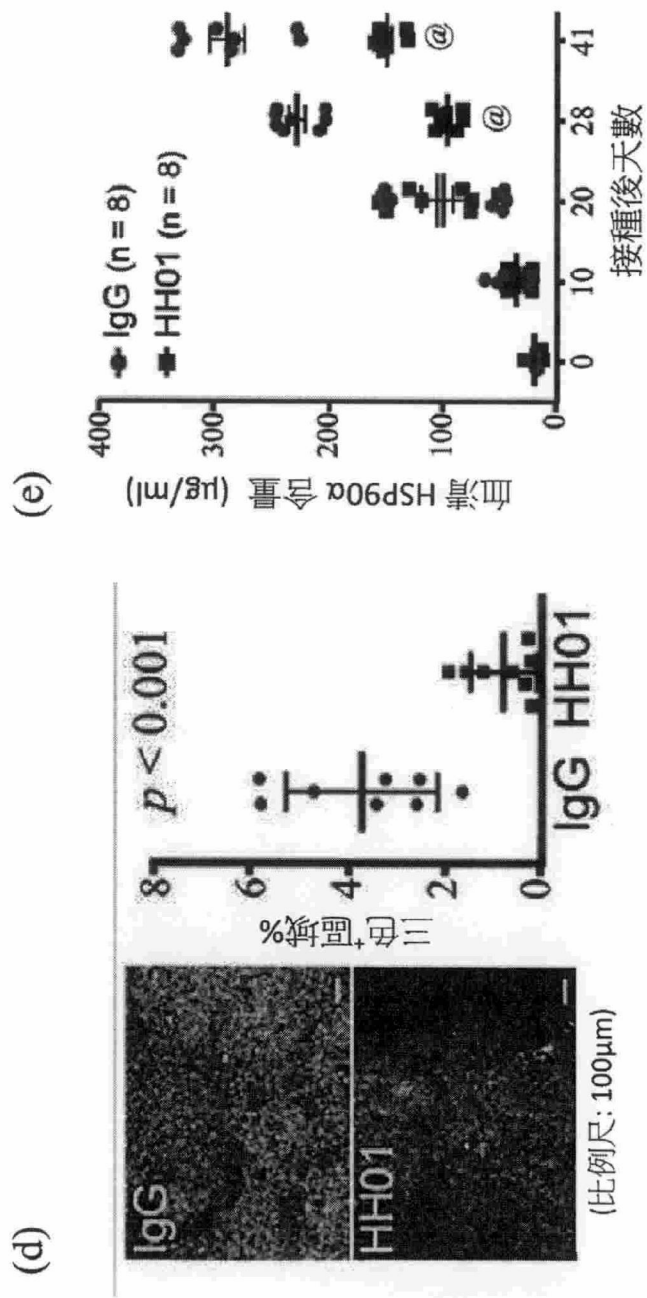 (d)
IgG
HH01
(比例尺: 100μm)
三色⁺區域%
8
6
4
2
0
p < 0.001
IgG HH01
(e)
血清 HSP90α 含量 (μg/ml)
400
300
200
100
0
IgG (n = 8)
HH01 (n = 8)
@ @
0 10 20 28 41
接種後天數